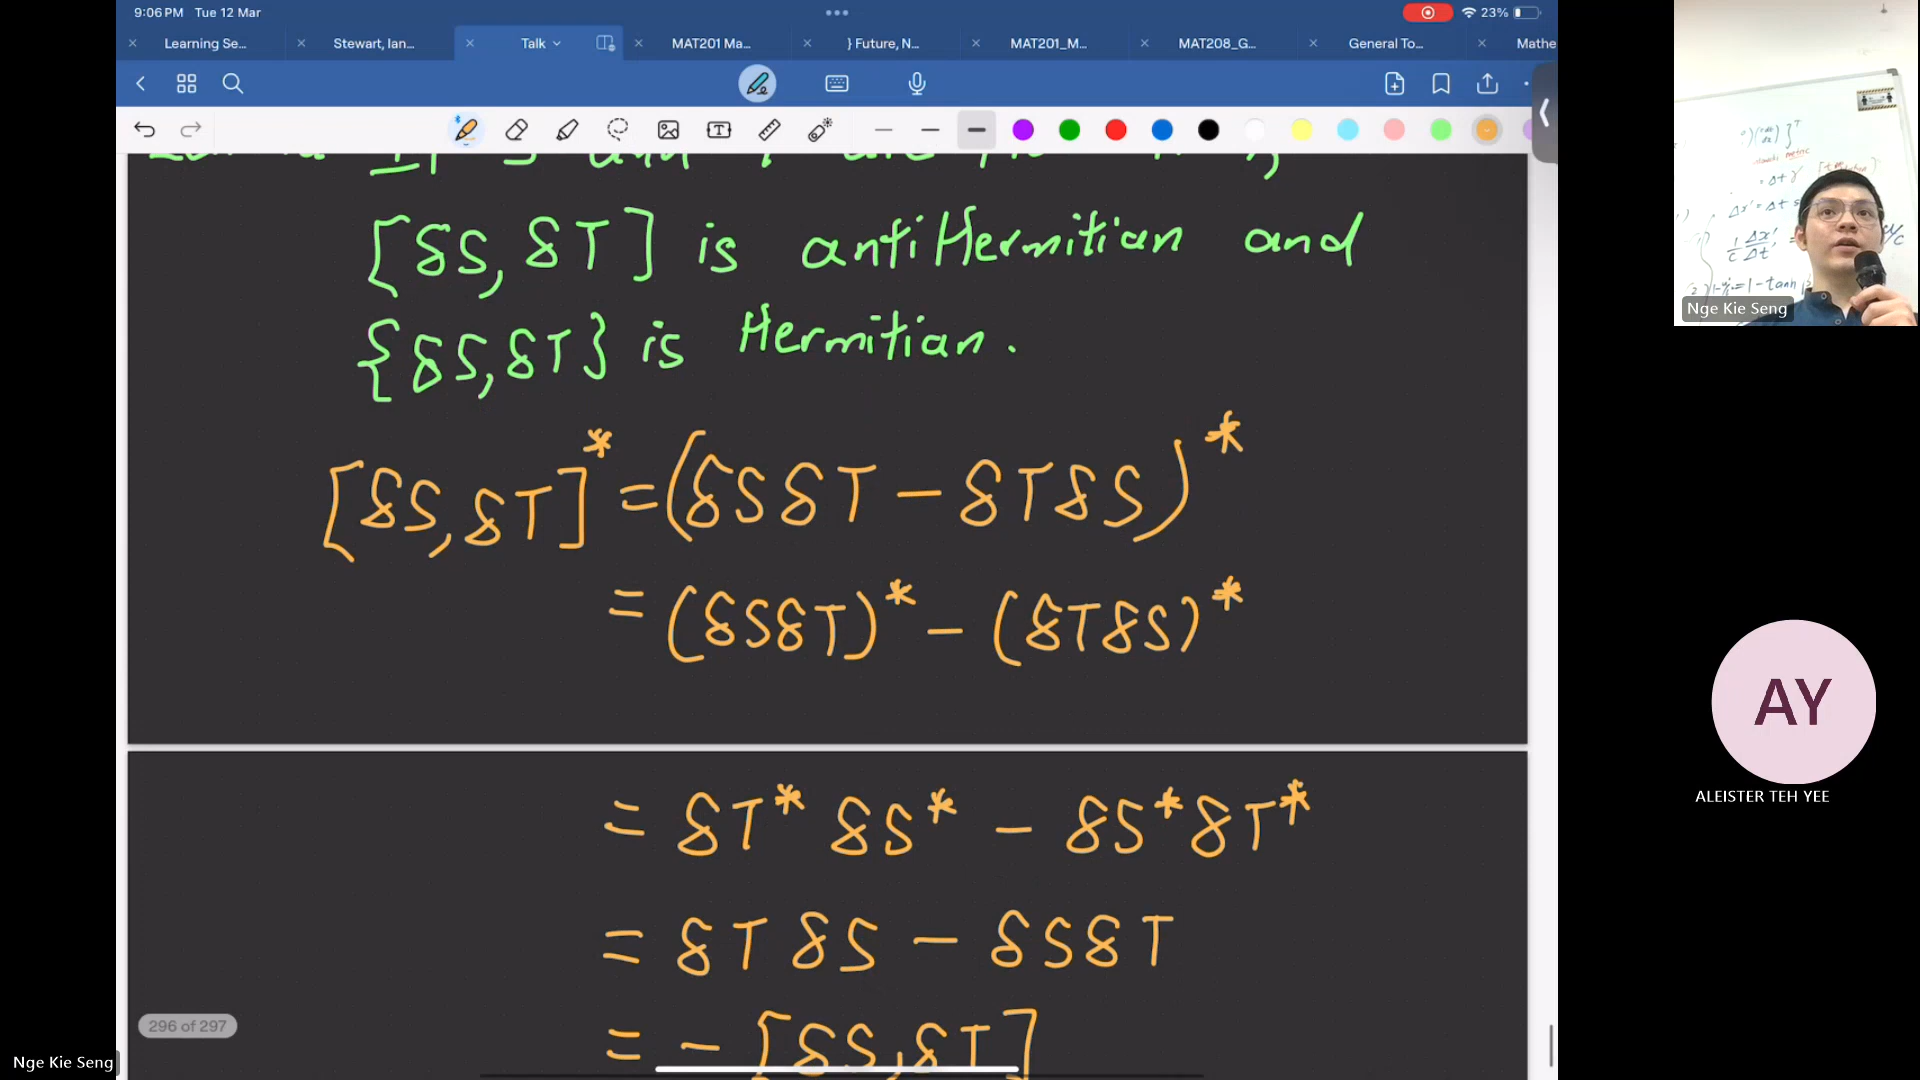 9:06 PM Tue 12 Mar
23%
Learning Se...
Stewart, Ian...
Talk
MAT201 Ma...
} Future, N...
MAT201_M...
MAT208_G...
General To...
Mathe
[δS, δT] is antiHermitian and
{δS, δT} is Hermitian.
[δS, δT]* = (δSδT − δTδS)*
= (δSδT)* − (δTδS)*
= δT* δS* − δS* δT*
= δT δS − δSδT
= − [δS, δT]
296 of 297
Nge Kie Seng
Nge Kie Seng
AY
ALEISTER TEH YEE